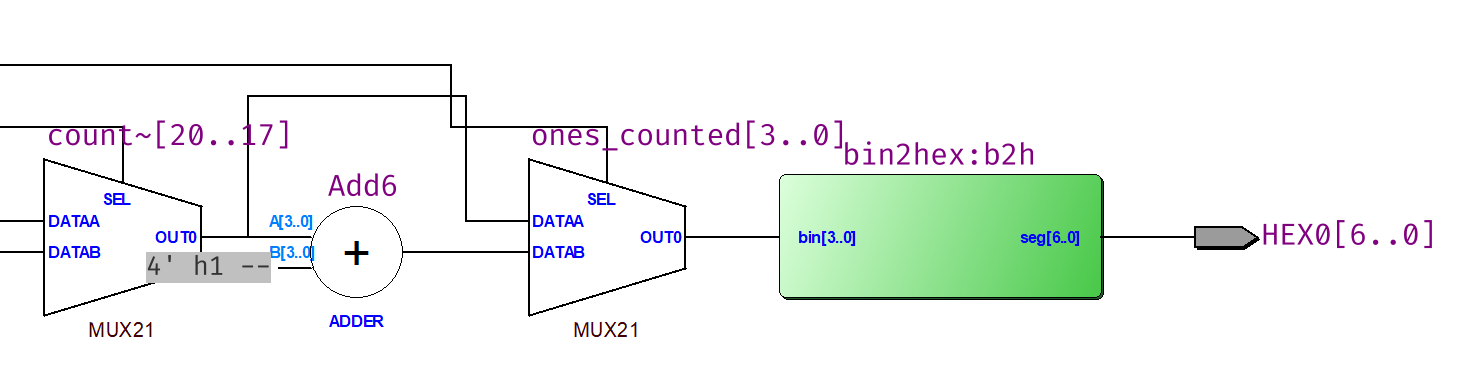 count~[20..17]
ones_counted[3..0]
bin2hex:b2h
Add6
SEL
SEL
DATAA
A[3..0]
DATAA
OUT0
OUT0
bin[3..0]
seg[6..0]
HEX0[6..0]
DATAB
B[3..0]
DATAB
4' h1 --
+
ADDER
MUX21
MUX21